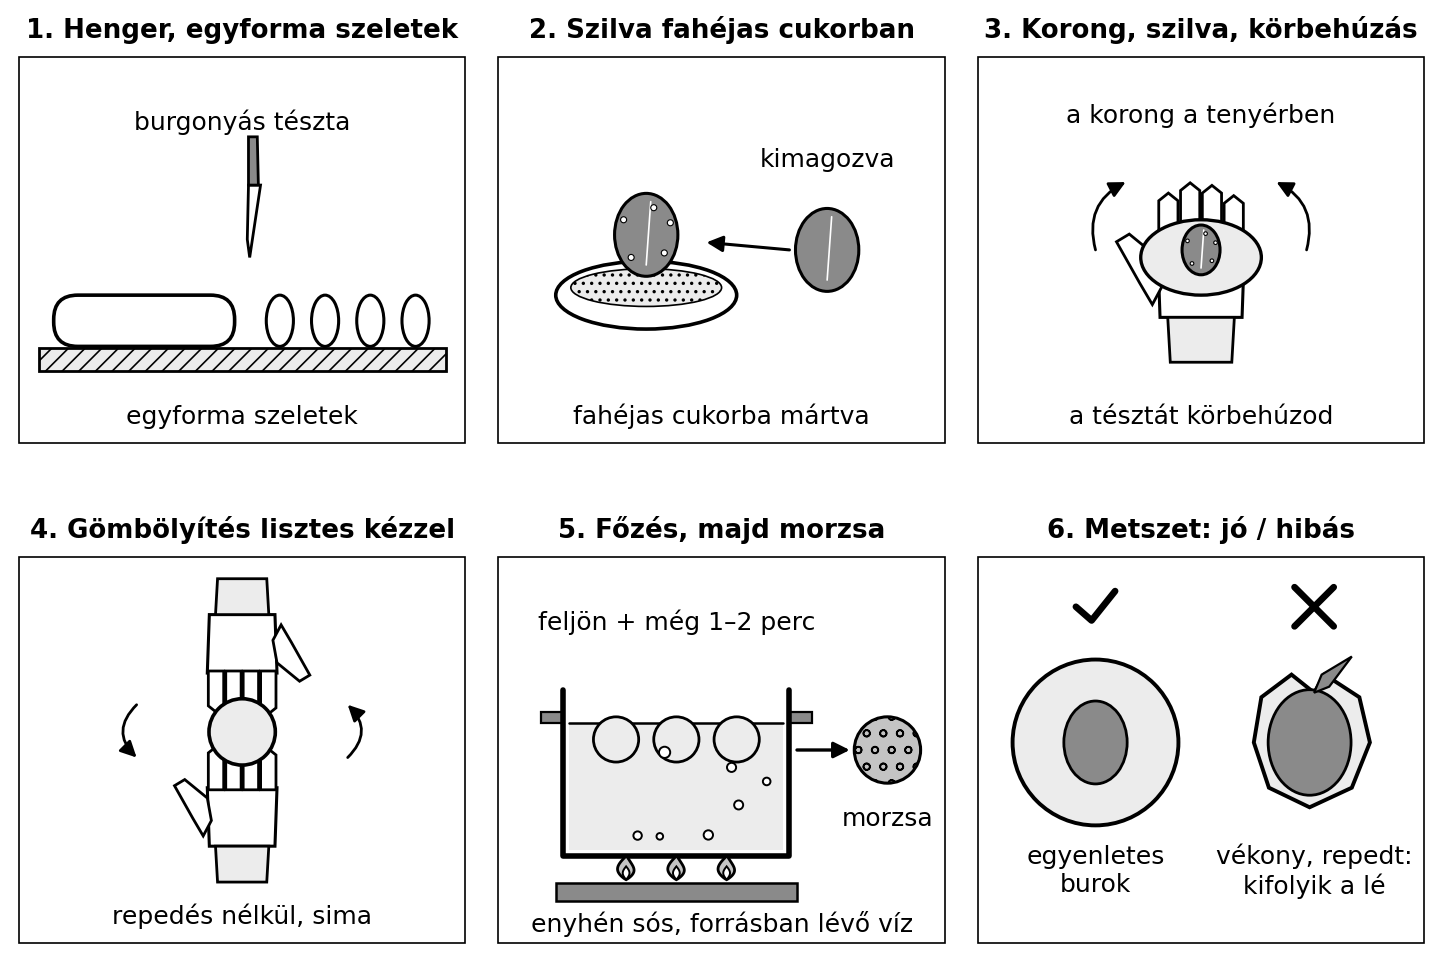 1. Henger, egyforma szeletek
burgonyás tészta
egyforma szeletek
2. Szilva fahéjas cukorban
kimagozva
fahéjas cukorba mártva
3. Korong, szilva, körbehúzás
a korong a tenyérben
a tésztát körbehúzod
4. Gömbölyítés lisztes kézzel
repedés nélkül, sima
5. Főzés, majd morzsa
feljön + még 1–2 perc
morzsa
enyhén sós, forrásban lévő víz
6. Metszet: jó / hibás
egyenletes
burok
vékony, repedt:
kifolyik a lé